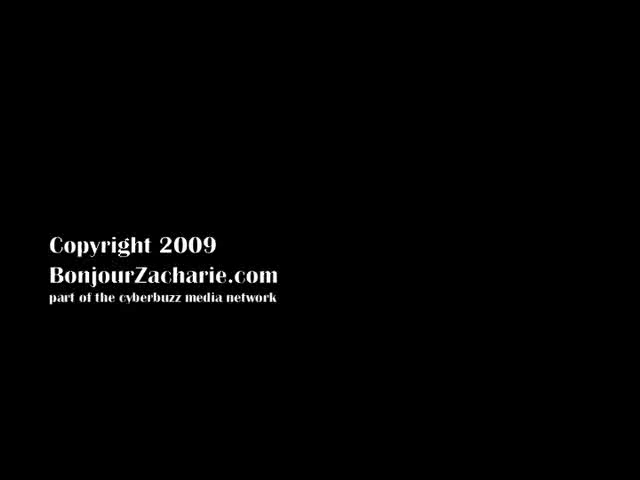 Copyright 2009
BonjourZacharie.com
part of the cyberbuzz media network